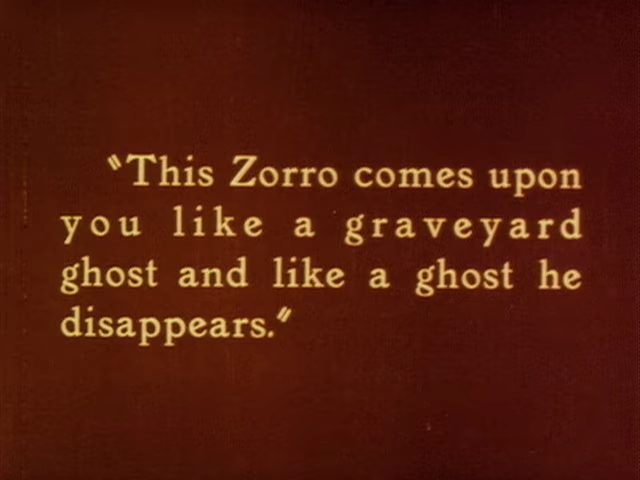 "This Zorro comes upon
you like a graveyard
ghost and like a ghost he
disappears."